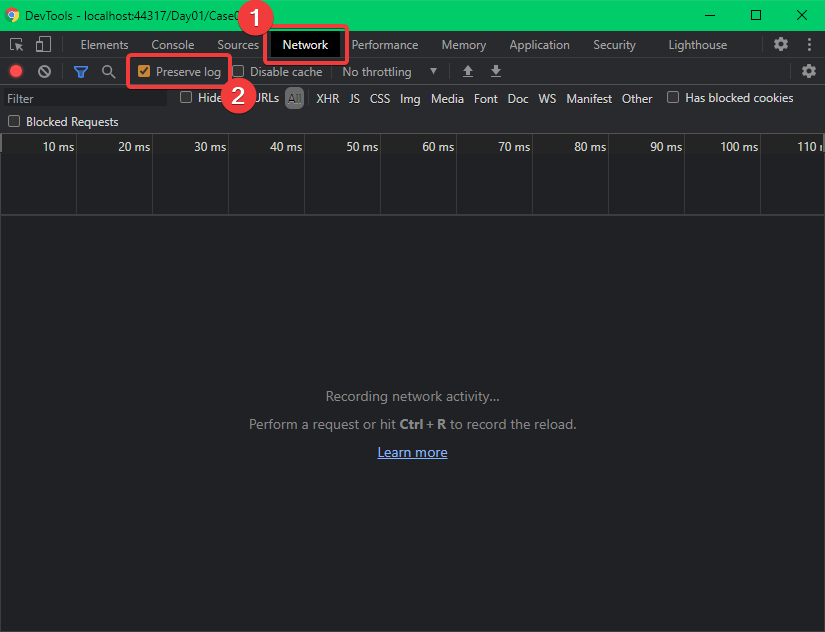 DevTools - localhost:44317/Day01/Case
1
Elements Console Sources Network Performance Memory Application Security Lighthouse
Preserve log Disable cache No throttling
2
Filter Hide URLs All XHR JS CSS Img Media Font Doc WS Manifest Other Has blocked cookies
Blocked Requests
10 ms 20 ms 30 ms 40 ms 50 ms 60 ms 70 ms 80 ms 90 ms 100 ms 110
Recording network activity...
Perform a request or hit Ctrl + R to record the reload.
Learn more